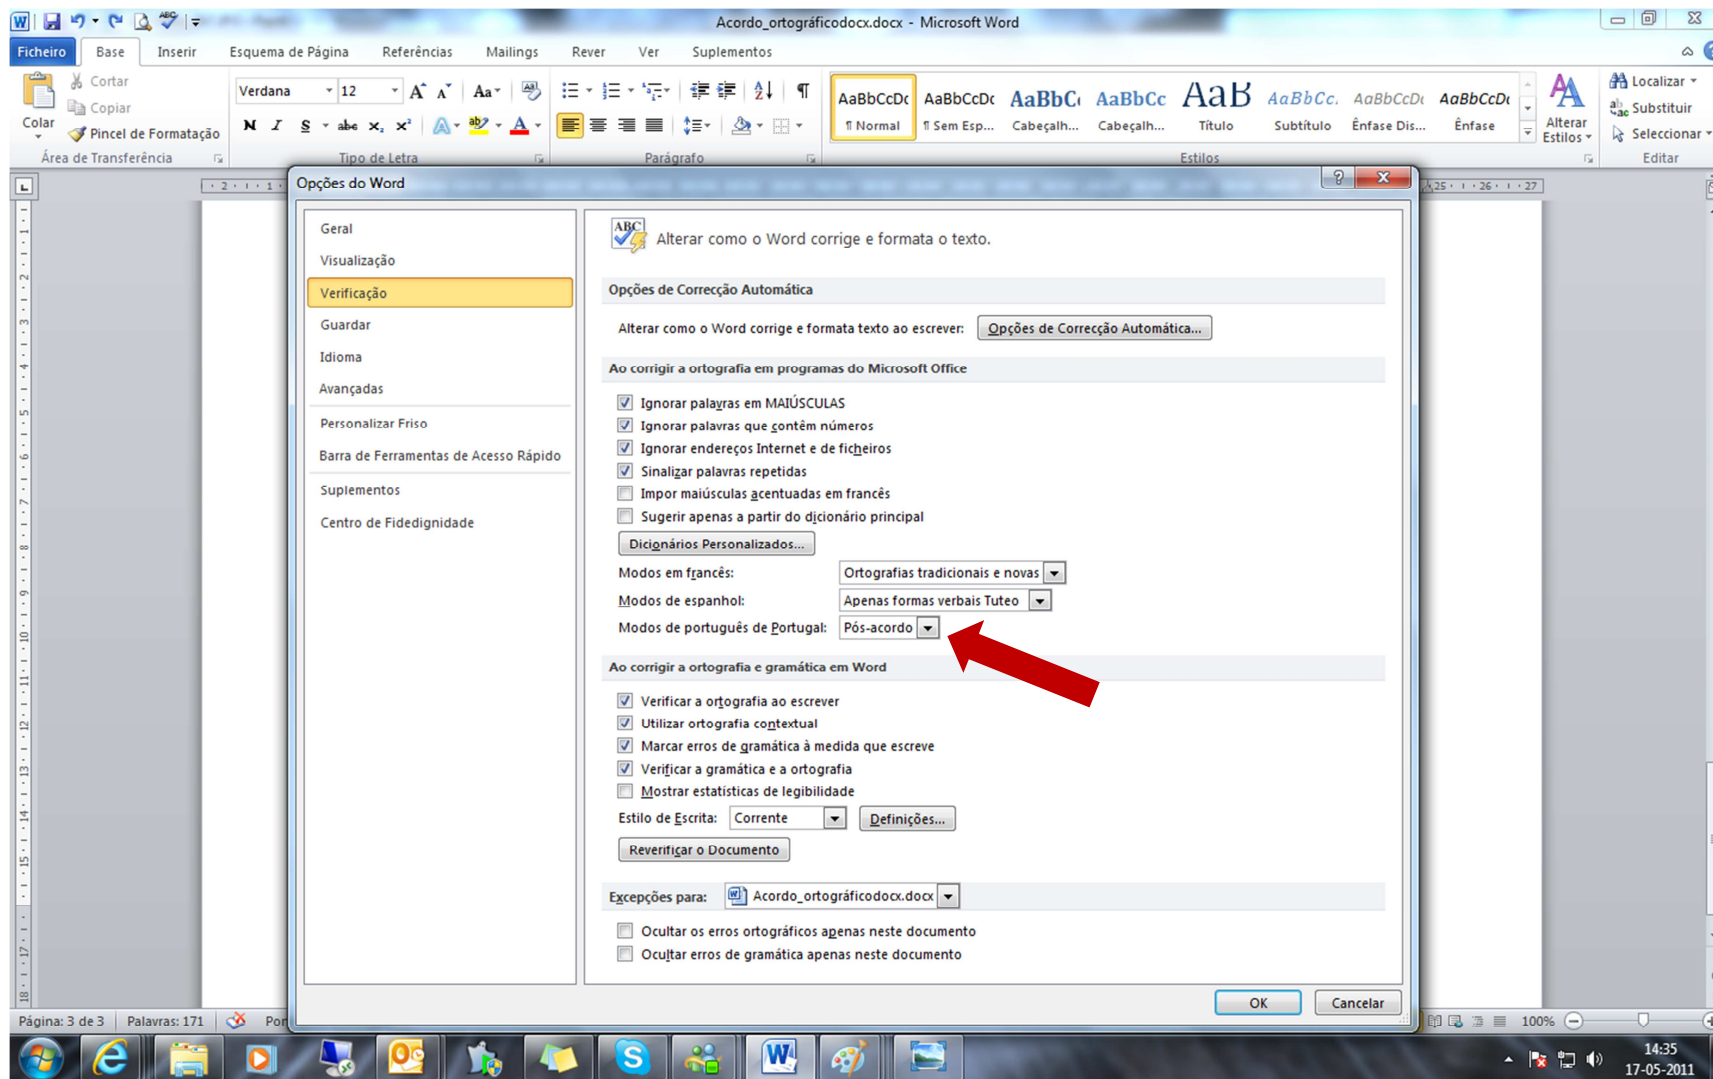 Acordo_ortográficodocx.docx - Microsoft Word
Ficheiro Base Inserir Esquema de Página Referências Mailings Rever Ver Suplementos
Cortar
Copiar
Colar
Pincel de Formatação
Área de Transferência
Verdana 12
Tipo de Letra
Parágrafo
AaBbCcDc AaBbCcDc AaBbC AaBbCc AaB AaBbCc. AaBbCcDc AaBbCcDc
¶ Normal ¶ Sem Esp... Cabeçalh... Cabeçalh... Título Subtítulo Ênfase Dis... Ênfase
Alterar Estilos
Estilos
Localizar
Substituir
Seleccionar
Editar
Opções do Word
Geral
Visualização
Verificação
Guardar
Idioma
Avançadas
Personalizar Friso
Barra de Ferramentas de Acesso Rápido
Suplementos
Centro de Fidedignidade
Alterar como o Word corrige e formata o texto.
Opções de Correcção Automática
Alterar como o Word corrige e formata texto ao escrever: Opções de Correcção Automática...
Ao corrigir a ortografia em programas do Microsoft Office
Ignorar palavras em MAIÚSCULAS
Ignorar palavras que contêm números
Ignorar endereços Internet e de ficheiros
Sinalizar palavras repetidas
Impor maiúsculas acentuadas em francês
Sugerir apenas a partir do dicionário principal
Dicionários Personalizados...
Modos em francês: Ortografias tradicionais e novas
Modos de espanhol: Apenas formas verbais Tuteo
Modos de português de Portugal: Pós-acordo
Ao corrigir a ortografia e gramática em Word
Verificar a ortografia ao escrever
Utilizar ortografia contextual
Marcar erros de gramática à medida que escreve
Verificar a gramática e a ortografia
Mostrar estatísticas de legibilidade
Estilo de Escrita: Corrente Definições...
Reverificar o Documento
Excepções para: Acordo_ortográficodocx.docx
Ocultar os erros ortográficos apenas neste documento
Ocultar erros de gramática apenas neste documento
OK Cancelar
Página: 3 de 3 Palavras: 171 Por 100%
14:35
17-05-2011